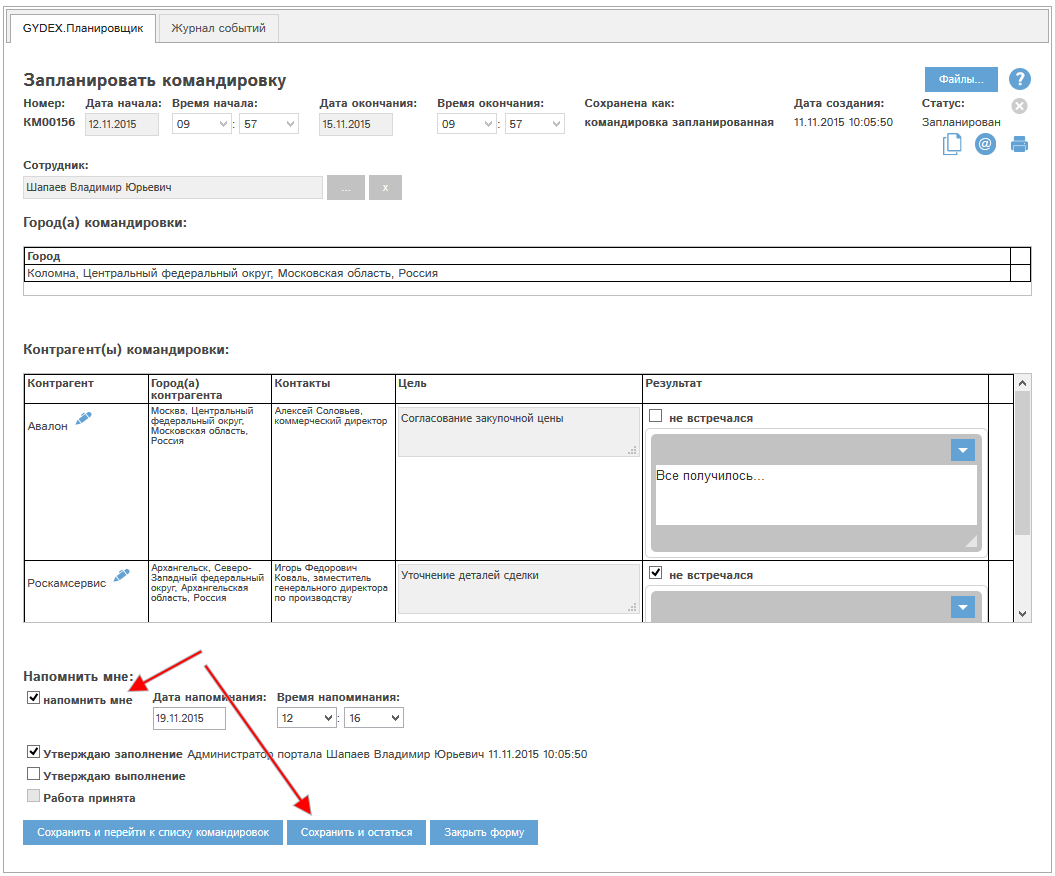 GYDEX.Планировщик Журнал событий
Запланировать командировку Файлы... ?
Номер: Дата начала: Время начала: Дата окончания: Время окончания: Сохранена как: Дата создания: Статус:
КМ00156 12.11.2015 09 : 57 15.11.2015 09 : 57 командировка запланированная 11.11.2015 10:05:50 Запланирован
@
Сотрудник:
Шапаев Владимир Юрьевич ... x
Город(а) командировки:
Город
Коломна, Центральный федеральный округ, Московская область, Россия
Контрагент(ы) командировки:
Контрагент Город(а) Контакты Цель Результат
контрагента
Авалон
Москва, Центральный
федеральный округ,
Московская область,
Россия
Алексей Соловьев,
коммерческий директор
Согласование закупочной цены
не встречался
Все получилось...
Роскамсервис
Архангельск, Северо-
Западный федеральный
округ, Архангельская
область, Россия
Игорь Федорович
Коваль, заместитель
генерального директора
по производству
Уточнение деталей сделки
не встречался
Напомнить мне:
напомнить мне Дата напоминания: Время напоминания:
19.11.2015 12 : 16
Утверждаю заполнение Администратор портала Шапаев Владимир Юрьевич 11.11.2015 10:05:50
Утверждаю выполнение
Работа принята
Сохранить и перейти к списку командировок Сохранить и остаться Закрыть форму